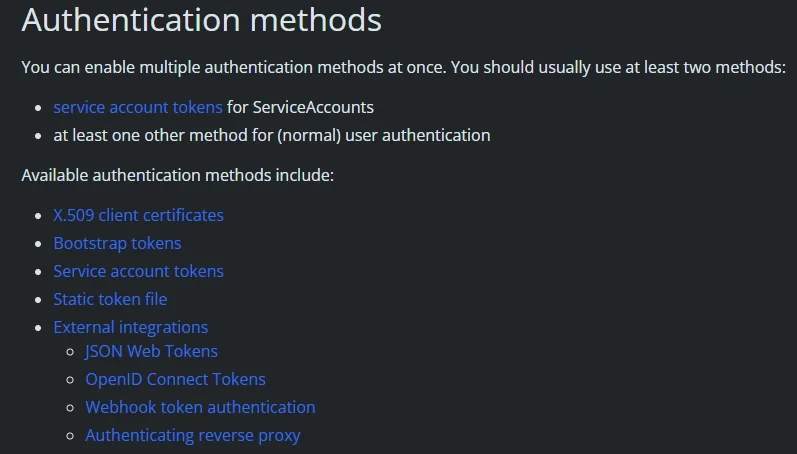 Authentication methods
You can enable multiple authentication methods at once. You should usually use at least two methods:
service account tokens for ServiceAccounts
at least one other method for (normal) user authentication
Available authentication methods include:
X.509 client certificates
Bootstrap tokens
Service account tokens
Static token file
External integrations
JSON Web Tokens
OpenID Connect Tokens
Webhook token authentication
Authenticating reverse proxy